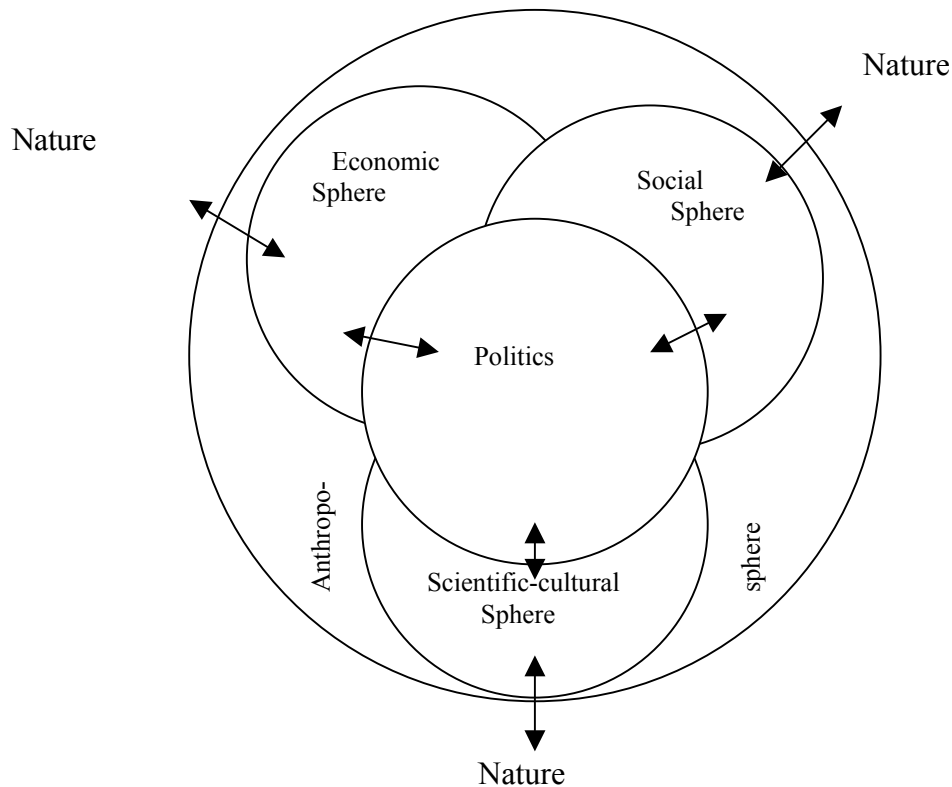 Nature
Nature
Economic
Sphere
Social
Sphere
Politics
Anthropo-
sphere
Scientific-cultural
Sphere
Nature